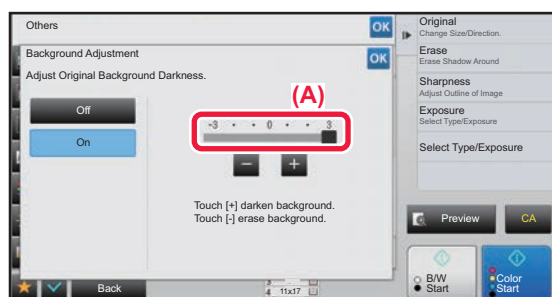 Others
OK
Background Adjustment
OK
Adjust Original Background Darkness.
(A)
Off
On
-3 • • 0 • • 3
− +
Touch [+] darken background.
Touch [-] erase background.
Back
11x17
Original
Change Size/Direction.
Erase
Erase Shadow Around
Sharpness
Adjust Outline of Image
Exposure
Select Type/Exposure
Select Type/Exposure
Preview
CA
B/W
Start
Color
Start